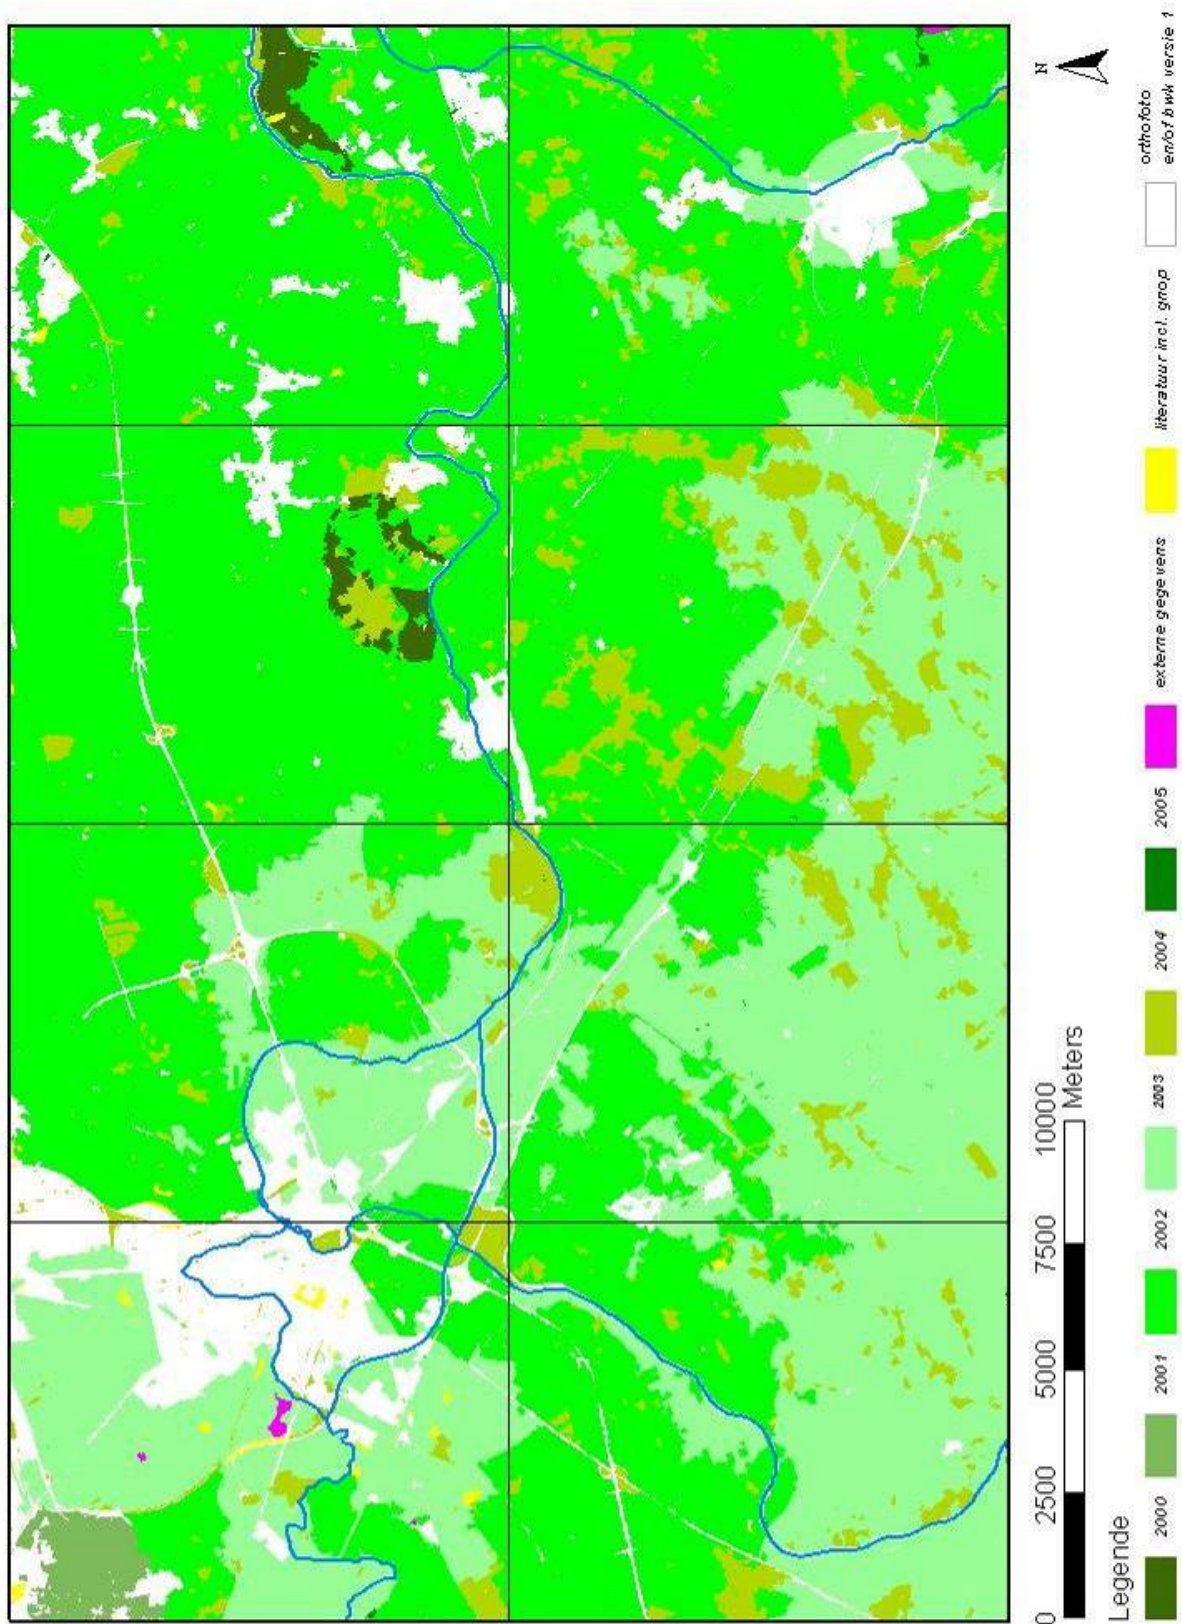 N
0 2500 5000 7500 10000
Meters
Legende
2000
2001
2002
2003
2004
2005
externe gegevens
literatuur incl. gnop
orthofoto
en/of bwk versie 1